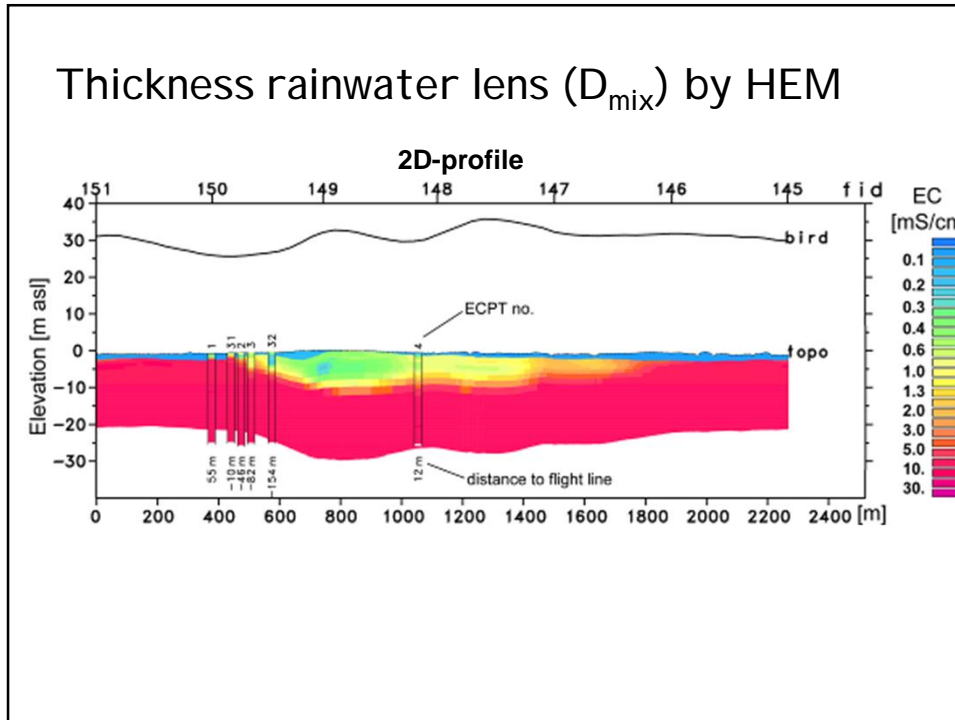 Thickness rainwater lens (Dmix) by HEM
2D-profile
151 150 149 148 147 146 145 fid
EC
[mS/cm
40
30
20
10
0
−10
−20
−30
Elevation [m asl]
bird
ECPT no.
1 31 2 3 32 4
topo
55 m −10 m −46 m −82 m −154 m 12 m
distance to flight line
0 200 400 600 800 1000 1200 1400 1600 1800 2000 2200 2400 [m]
0.1
0.2
0.3
0.4
0.6
1.0
1.3
2.0
3.0
5.0
10.
30.